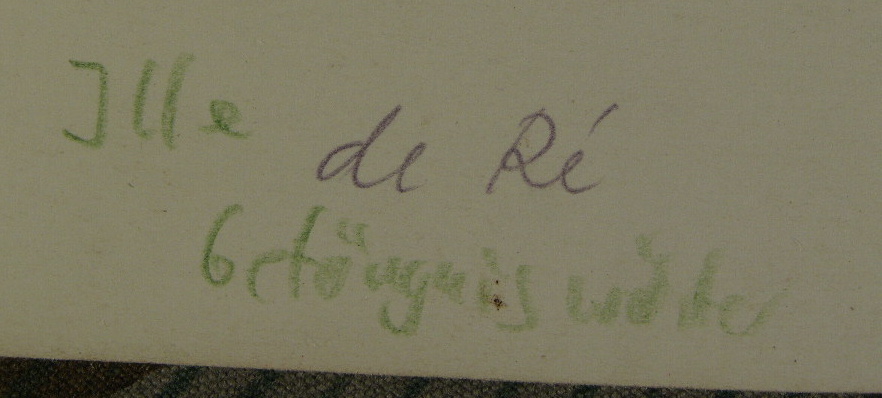 Ille de Ré
Gefängniswärter